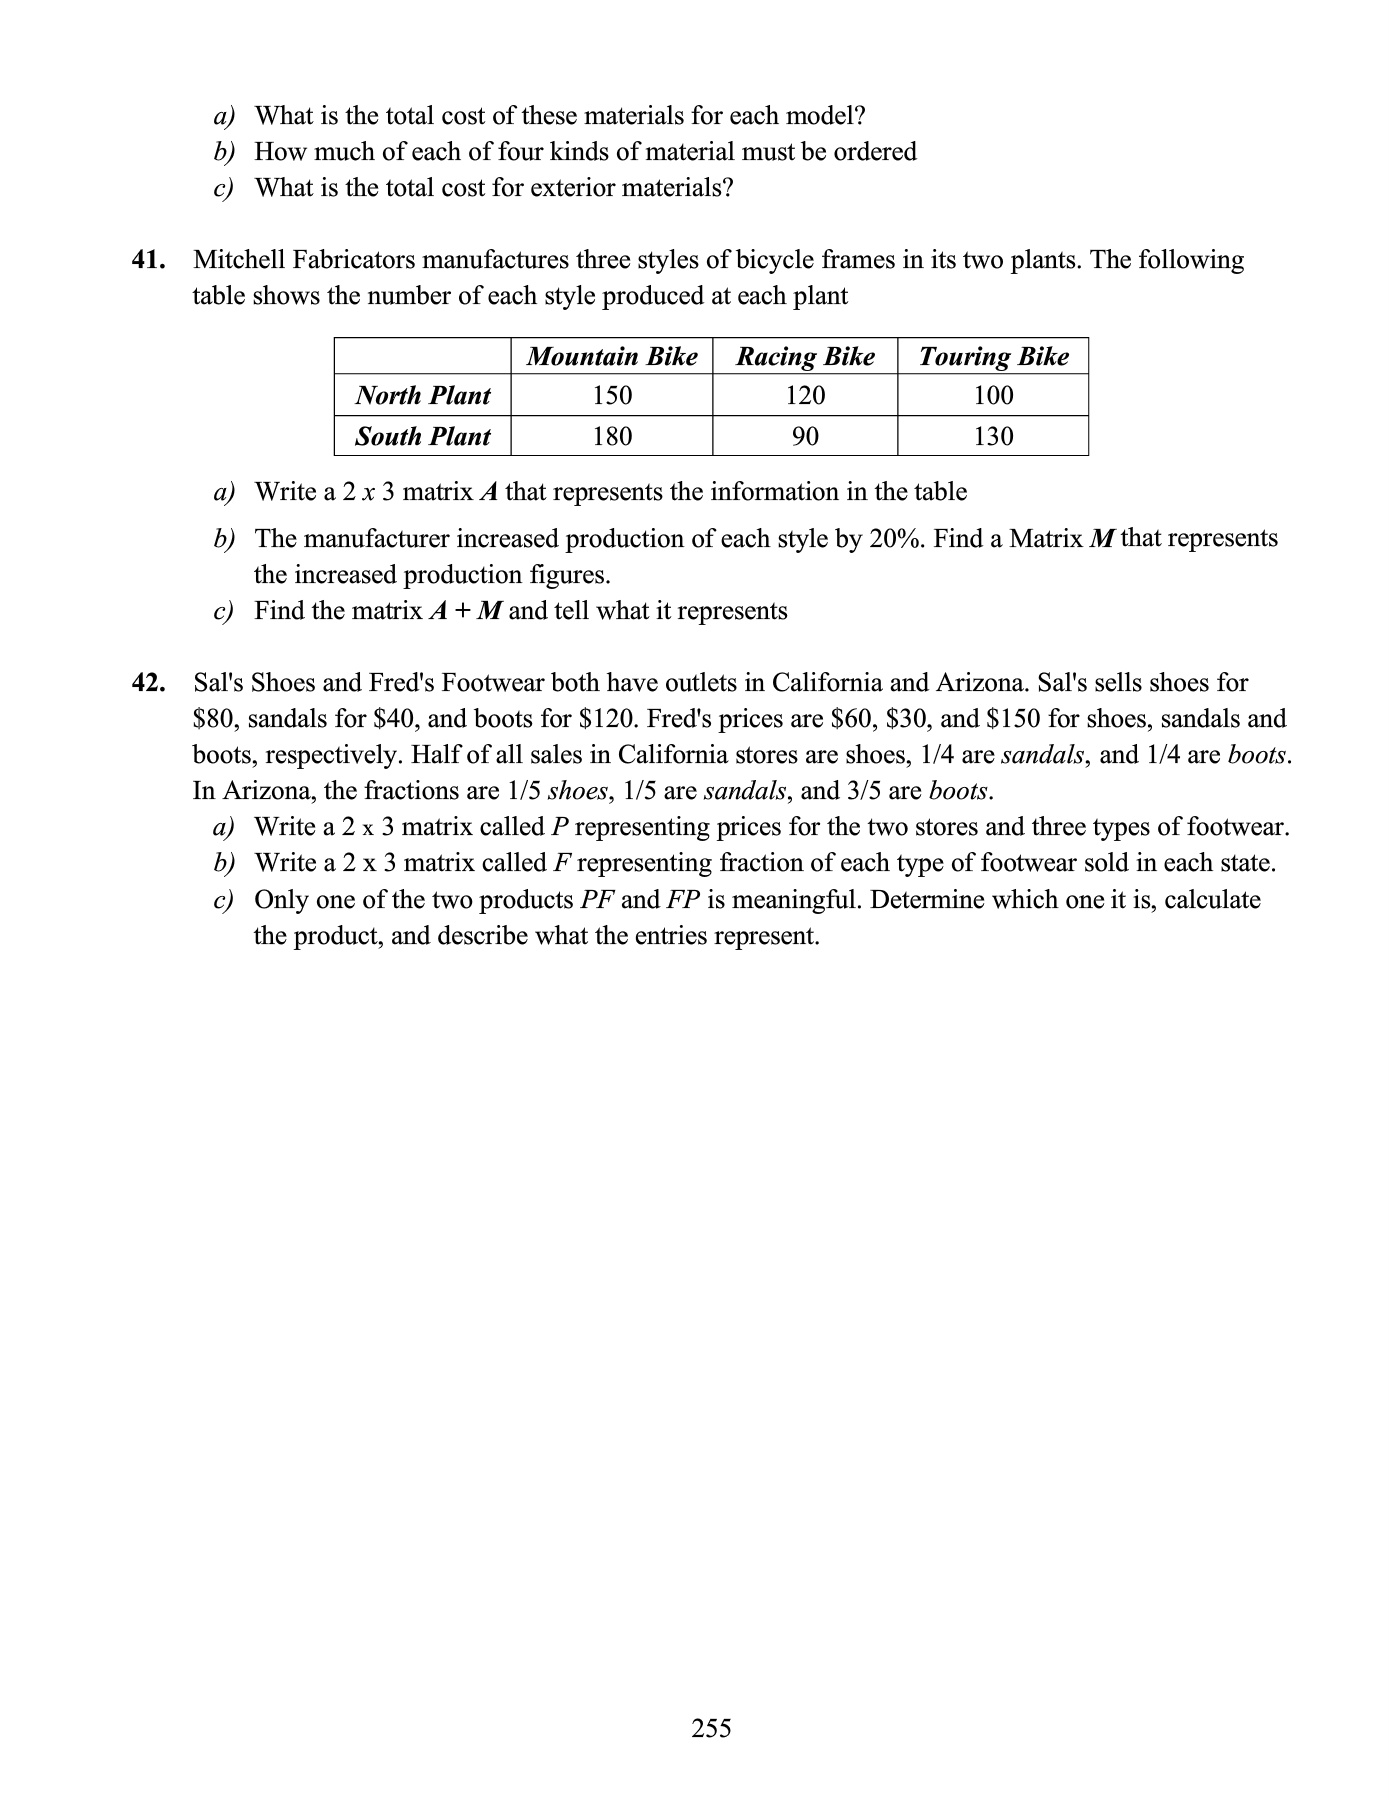 a) What is the total cost of these materials for each model?
b) How much of each of four kinds of material must be ordered
c) What is the total cost for exterior materials?
41. Mitchell Fabricators manufactures three styles of bicycle frames in its two plants. The following
table shows the number of each style produced at each plant
Mountain Bike Racing Bike Touring Bike
North Plant 150 120 100
South Plant 180 90 130
a) Write a 2 x 3 matrix A that represents the information in the table
b) The manufacturer increased production of each style by 20%. Find a Matrix M that represents
the increased production figures.
c) Find the matrix A + M and tell what it represents
42. Sal's Shoes and Fred's Footwear both have outlets in California and Arizona. Sal's sells shoes for
$80, sandals for $40, and boots for $120. Fred's prices are $60, $30, and $150 for shoes, sandals and
boots, respectively. Half of all sales in California stores are shoes, 1/4 are sandals, and 1/4 are boots.
In Arizona, the fractions are 1/5 shoes, 1/5 are sandals, and 3/5 are boots.
a) Write a 2 x 3 matrix called P representing prices for the two stores and three types of footwear.
b) Write a 2 x 3 matrix called F representing fraction of each type of footwear sold in each state.
c) Only one of the two products PF and FP is meaningful. Determine which one it is, calculate
the product, and describe what the entries represent.
255